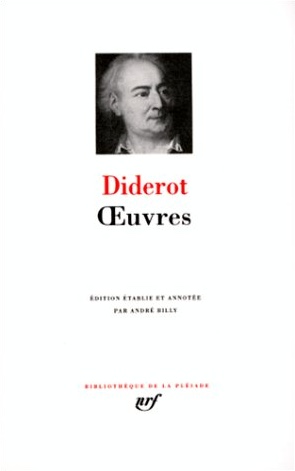 Diderot
Œuvres
ÉDITION ÉTABLIE ET ANNOTÉE
PAR ANDRÉ BILLY
BIBLIOTHÈQUE DE LA PLÉIADE
nrf